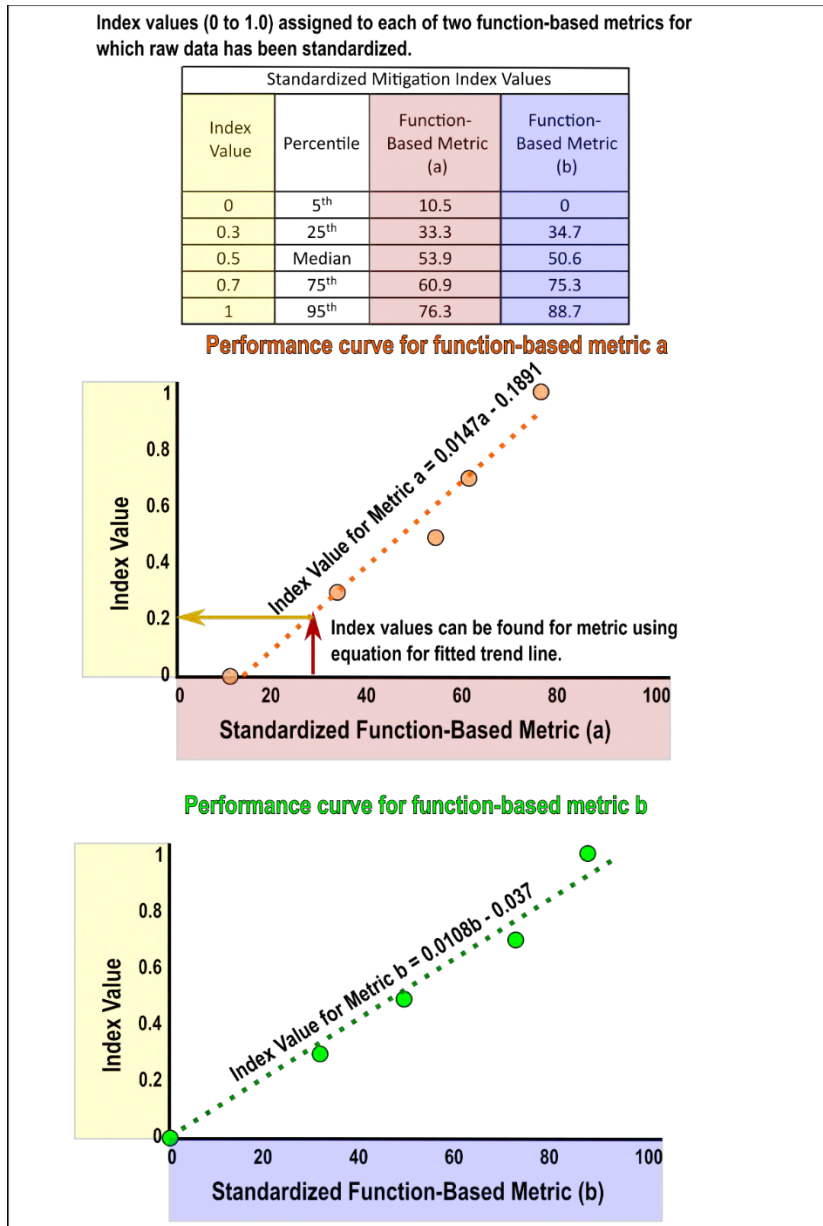 Index values (0 to 1.0) assigned to each of two function-based metrics for
which raw data has been standardized.
Standardized Mitigation Index Values
Index
Value
Percentile
Function-
Based Metric
(a)
Function-
Based Metric
(b)
0 5th 10.5 0
0.3 25th 33.3 34.7
0.5 Median 53.9 50.6
0.7 75th 60.9 75.3
1 95th 76.3 88.7
Performance curve for function-based metric a
Index Value
1
0.8
0.6
0.4
0.2
0
Index Value for Metric a = 0.0147a - 0.1891
Index values can be found for metric using
equation for fitted trend line.
0 20 40 60 80 100
Standardized Function-Based Metric (a)
Performance curve for function-based metric b
Index Value
1
0.8
0.6
0.4
0.2
0
Index Value for Metric b = 0.0108b - 0.037
0 20 40 60 80 100
Standardized Function-Based Metric (b)